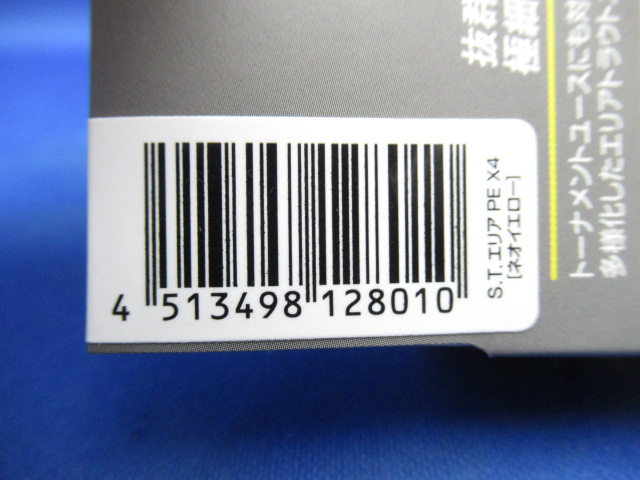 抜群
極細
トーナメントユースにも対
多様化したエリアトラウト
S.T.エリア PE X4
[ネオイエロー]
4 513498 128010